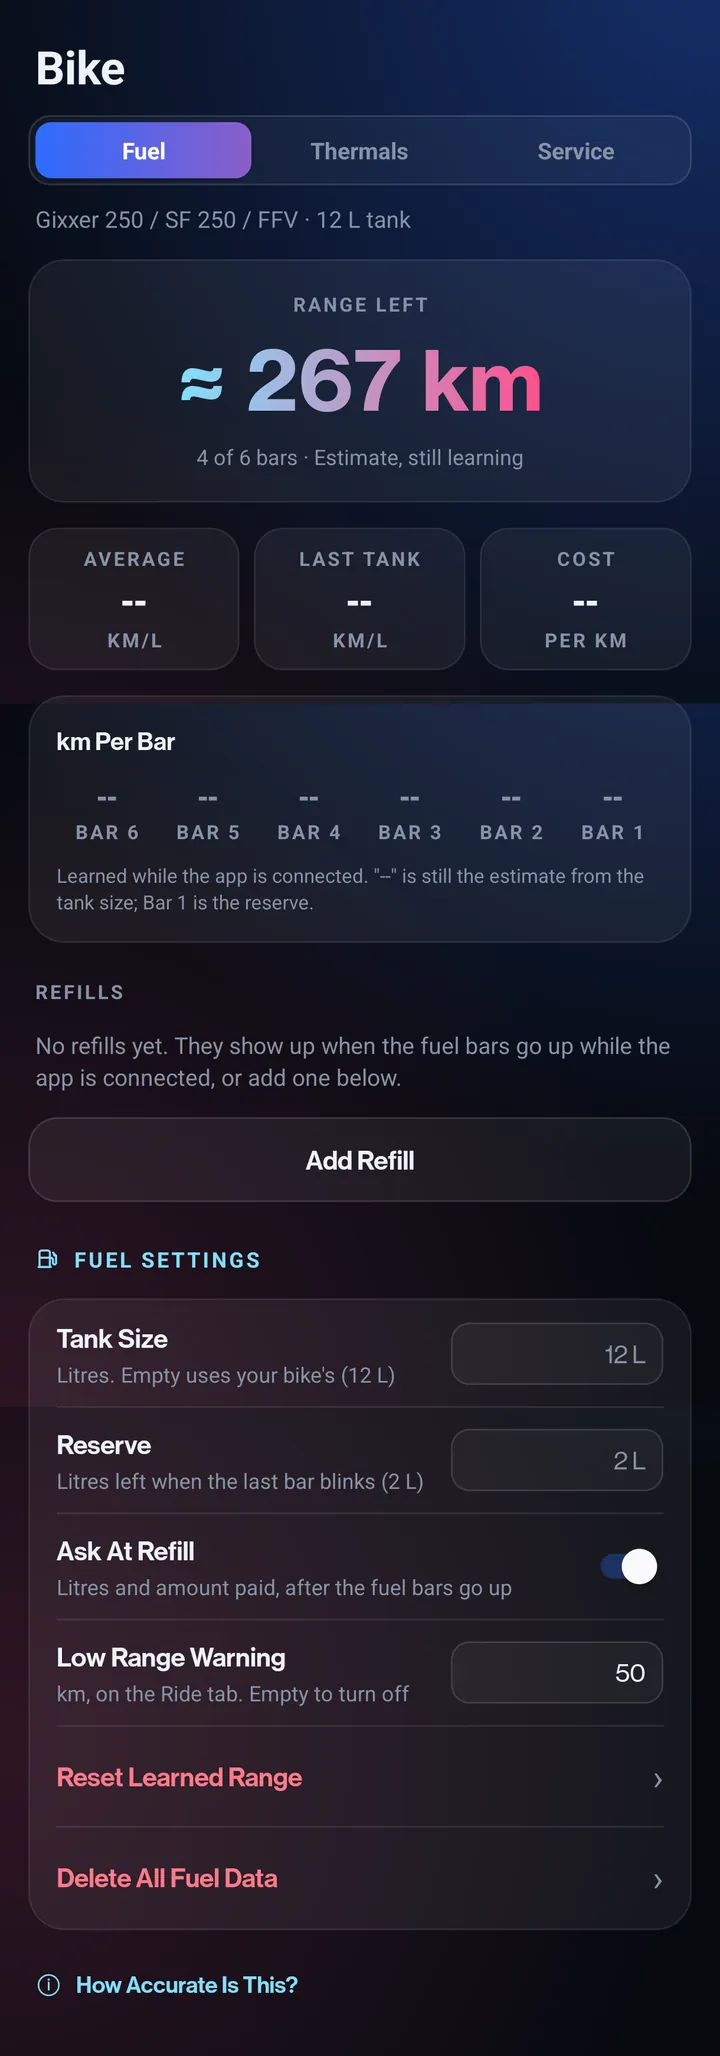 Bike
Fuel
Thermals
Service
Gixxer 250 / SF 250 / FFV · 12 L tank
RANGE LEFT
≈ 267 km
4 of 6 bars · Estimate, still learning
AVERAGE
--
KM/L
LAST TANK
--
KM/L
COST
--
PER KM
km Per Bar
-- -- -- -- -- --
BAR 6 BAR 5 BAR 4 BAR 3 BAR 2 BAR 1
Learned while the app is connected. "--" is still the estimate from the
tank size; Bar 1 is the reserve.
REFILLS
No refills yet. They show up when the fuel bars go up while the
app is connected, or add one below.
Add Refill
FUEL SETTINGS
Tank Size
Litres. Empty uses your bike's (12 L)
12 L
Reserve
Litres left when the last bar blinks (2 L)
2 L
Ask At Refill
Litres and amount paid, after the fuel bars go up
Low Range Warning
km, on the Ride tab. Empty to turn off
50
Reset Learned Range
Delete All Fuel Data
How Accurate Is This?